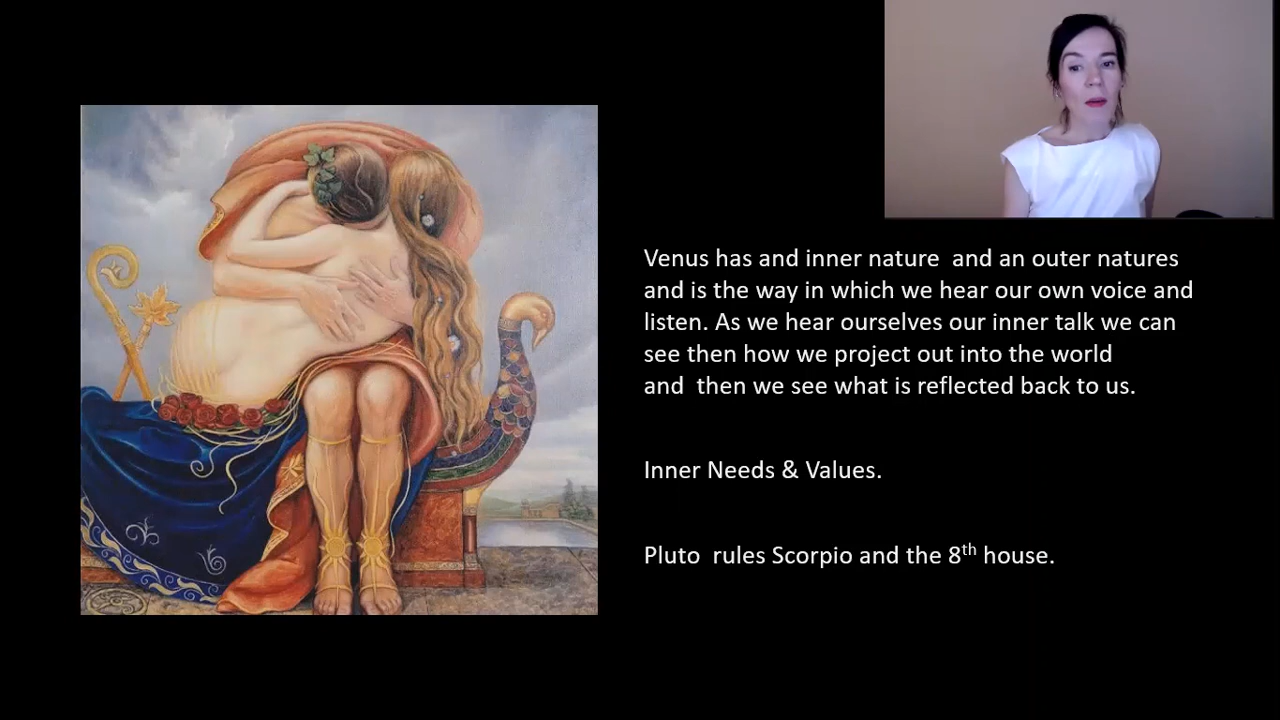 Venus has and inner nature  and an outer natures
and is the way in which we hear our own voice and
listen. As we hear ourselves our inner talk we can
see then how we project out into the world
and  then we see what is reflected back to us.
Inner Needs & Values.
Pluto  rules Scorpio and the 8th house.